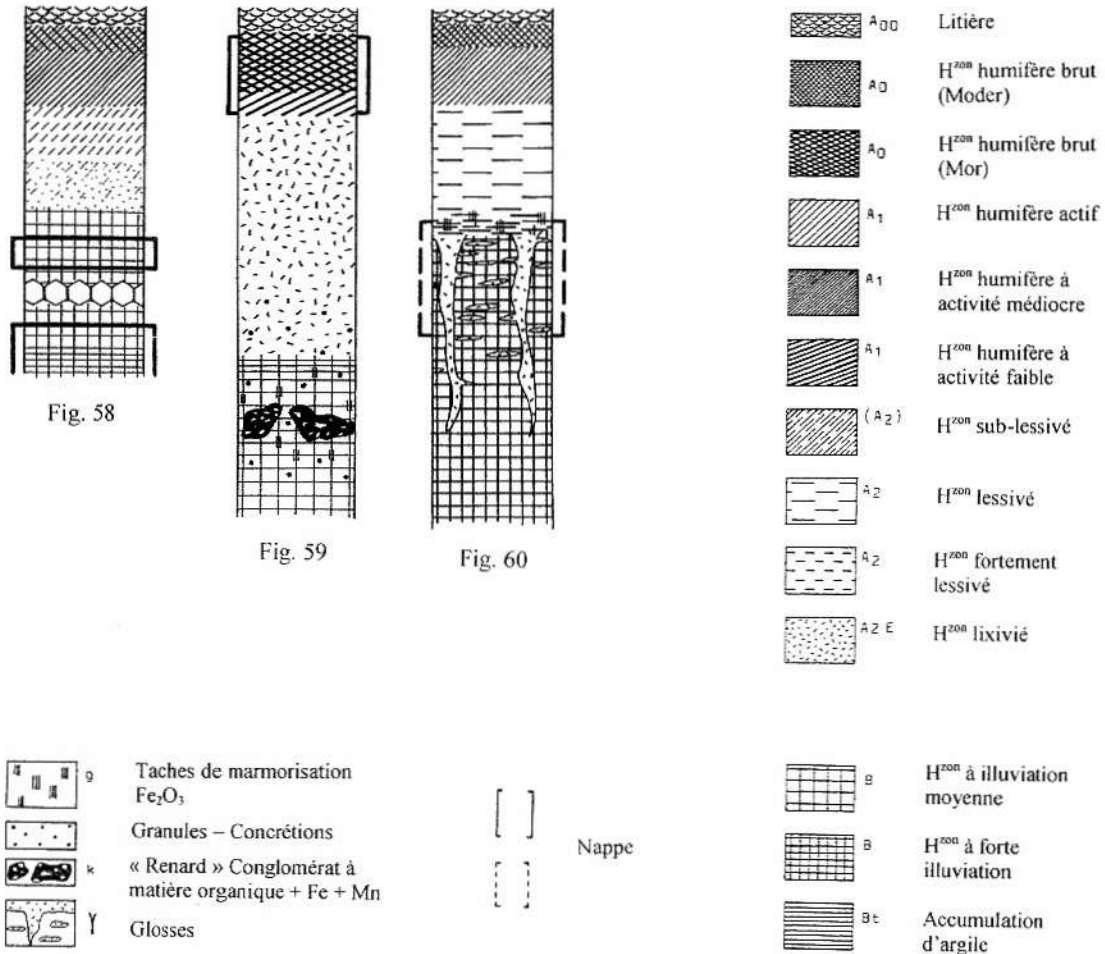 Fig. 58
Fig. 59
Fig. 60
A00 Litière
A0 Hzon humifère brut
(Moder)
A0 Hzon humifère brut
(Mor)
A1 Hzon humifère actif
A1 Hzon humifère à
activité médiocre
A1 Hzon humifère à
activité faible
(A2) Hzon sub-lessivé
A2 Hzon lessivé
A2 Hzon fortement
lessivé
A2 E Hzon lixivié
g Taches de marmorisation
Fe₂O₃
Granules – Concrétions
k « Renard » Conglomérat à
matière organique + Fe + Mn
γ Glosses
Nappe
B Hzon à illuviation
moyenne
B Hzon à forte
illuviation
Bt Accumulation
d'argile